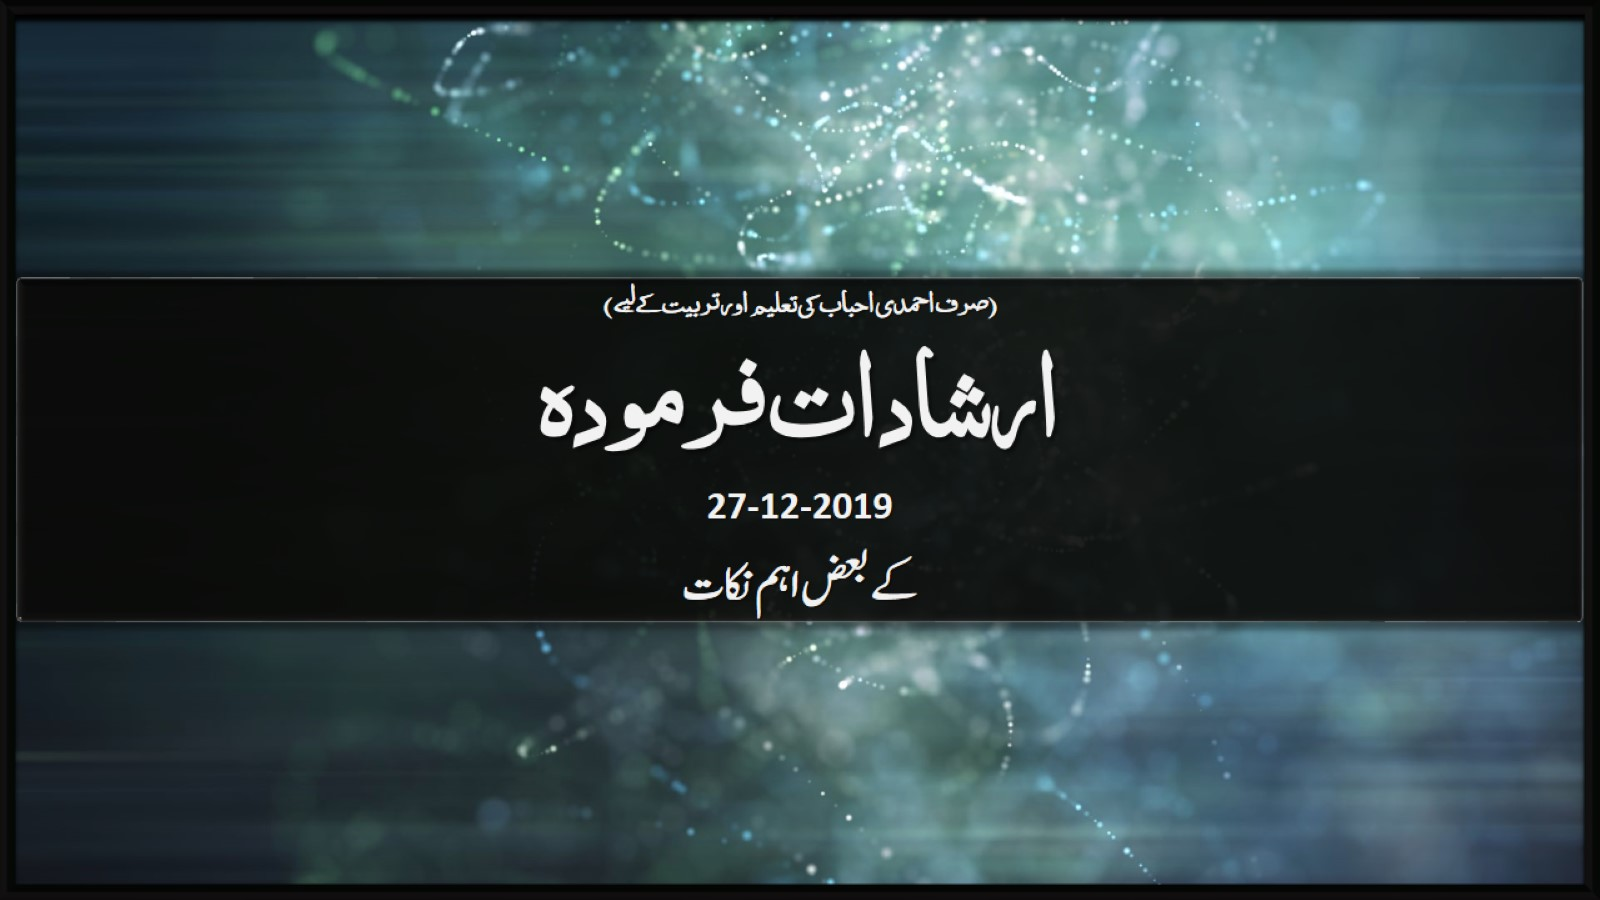 (صرف احمدی احباب کی تعلیم اور تربیت کے لیے)
ارشادات فرمودہ
27-12-2019
کے بعض اہم نکات